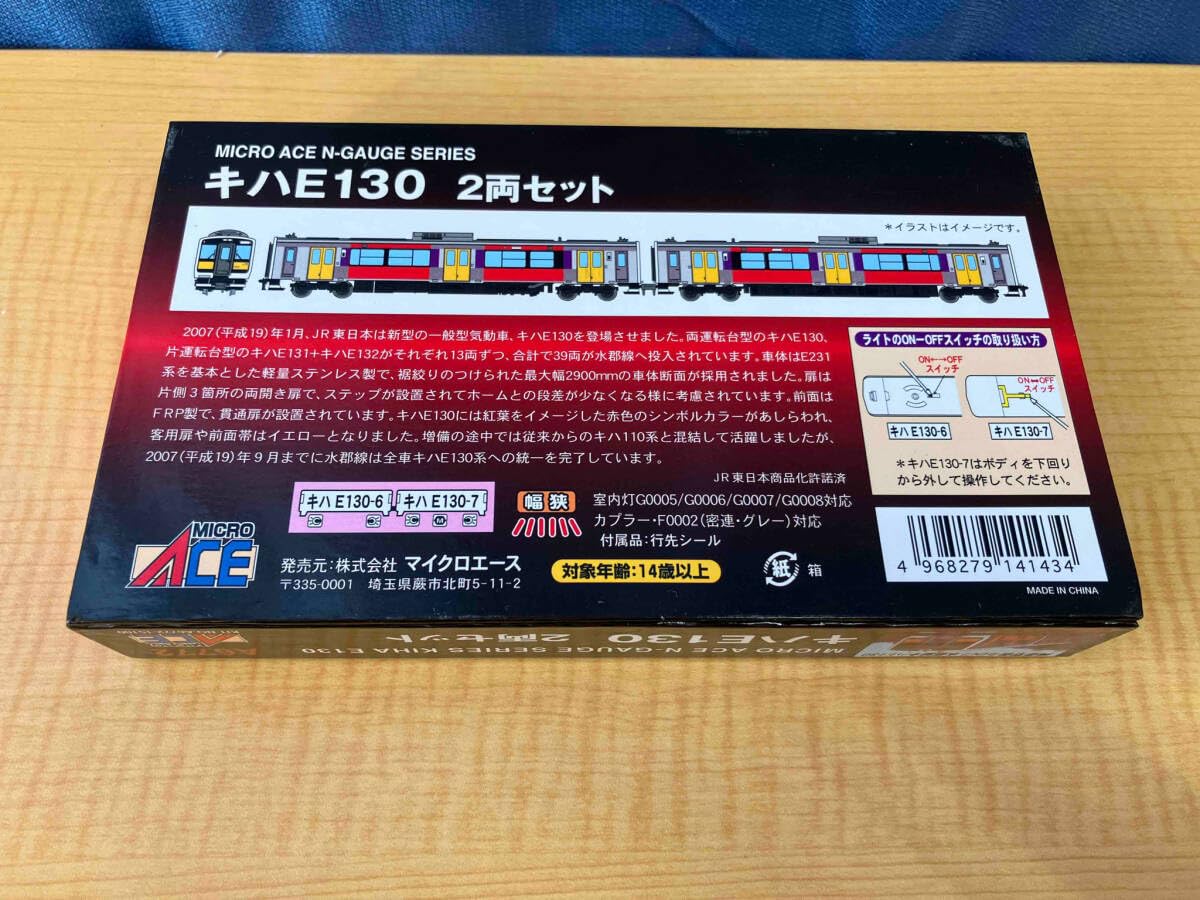 MICRO ACE N-GAUGE SERIES
キハE130 2両セット
＊イラストはイメージです。
2007(平成19)年1月、JR東日本は新型の一般型気動車、キハE130を登場させました。両運転台型のキハE130、
片運転台型のキハE131+キハE132がそれぞれ13両ずつ、合計で39両が水郡線へ投入されています。車体はE231
系を基本とした軽量ステンレス製で、裾絞りのつけられた最大幅2900mmの車体断面が採用されました。扉は
片側3箇所の両開き扉で、ステップが設置されてホームとの段差が少なくなる様に考慮されています。前面は
FRP製で、貫通扉が設置されています。キハE130には紅葉をイメージした赤色のシンボルカラーがあしらわれ、
客用扉や前面帯はイエローとなりました。増備の途中では従来からのキハ110系と混結して活躍しましたが、
2007(平成19)年9月までに水郡線は全車キハE130系への統一を完了しています。
JR東日本商品化許諾済
ライトのON-OFFスイッチの取り扱い方
ON←→OFF
スイッチ
ON↔OFF
スイッチ
キハE130-6
キハE130-7
＊キハE130-7はボディを下回り
から外して操作してください。
キハ E130-6 キハ E130-7
M
幅狭
室内灯G0005/G0006/G0007/G0008対応
カプラー・F0002(密連・グレー)対応
付属品:行先シール
MICRO
ACE
発売元:株式会社 マイクロエース
〒335-0001 埼玉県蕨市北町5-11-2
対象年齢:14歳以上
紙 箱
4 968279 141434
MADE IN CHINA
A6772
MICRO ACE N-GAUGE SERIES KIHA E130
キハE130 2両セット